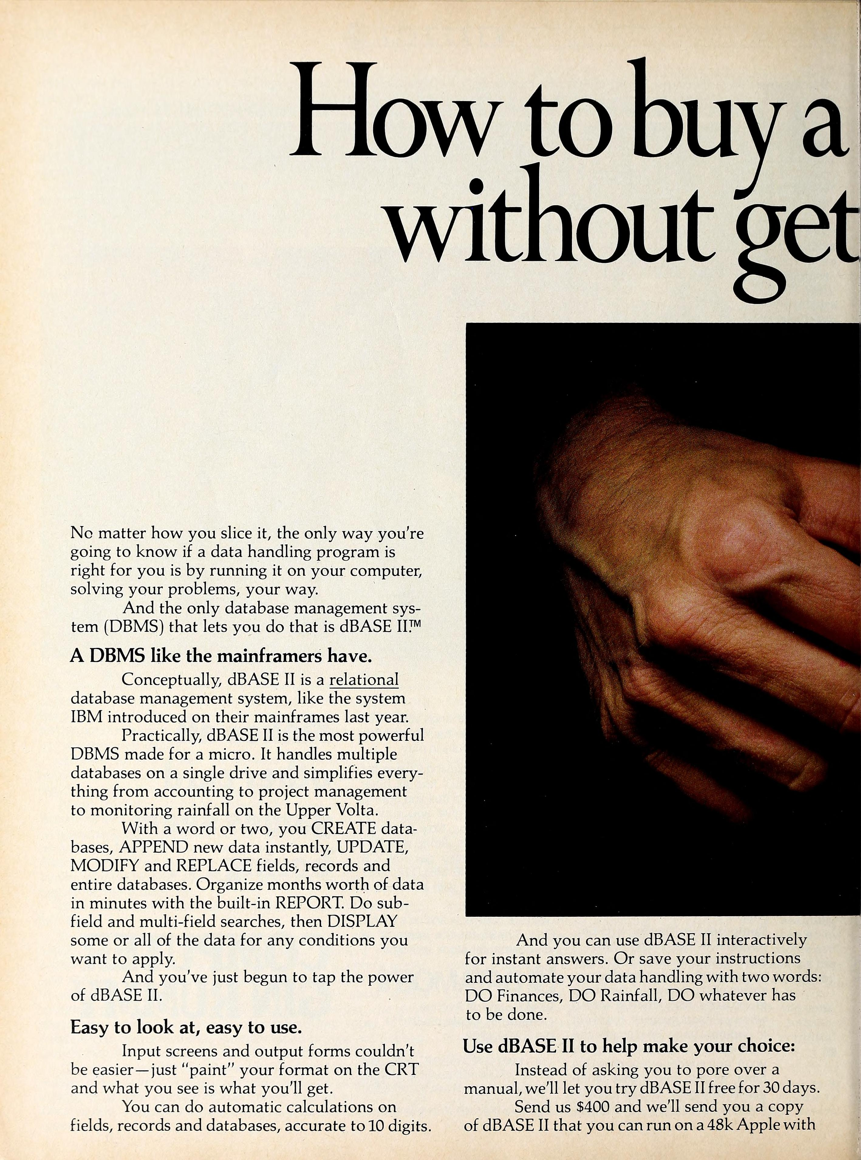 How to buy a
without get
No matter how you slice it, the only way you're
going to know if a data handling program is
right for you is by running it on your computer,
solving your problems, your way.
And the only database management sys-
tem (DBMS) that lets you do that is dBASE II.™
A DBMS like the mainframers have.
Conceptually, dBASE II is a relational
database management system, like the system
IBM introduced on their mainframes last year.
Practically, dBASE II is the most powerful
DBMS made for a micro. It handles multiple
databases on a single drive and simplifies every-
thing from accounting to project management
to monitoring rainfall on the Upper Volta.
With a word or two, you CREATE data-
bases, APPEND new data instantly, UPDATE,
MODIFY and REPLACE fields, records and
entire databases. Organize months worth of data
in minutes with the built-in REPORT. Do sub-
field and multi-field searches, then DISPLAY
some or all of the data for any conditions you
want to apply.
And you've just begun to tap the power
of dBASE II.
Easy to look at, easy to use.
Input screens and output forms couldn't
be easier—just "paint" your format on the CRT
and what you see is what you'll get.
You can do automatic calculations on
fields, records and databases, accurate to 10 digits.
And you can use dBASE II interactively
for instant answers. Or save your instructions
and automate your data handling with two words:
DO Finances, DO Rainfall, DO whatever has
to be done.
Use dBASE II to help make your choice:
Instead of asking you to pore over a
manual, we'll let you try dBASE II free for 30 days.
Send us $400 and we'll send you a copy
of dBASE II that you can run on a 48k Apple with